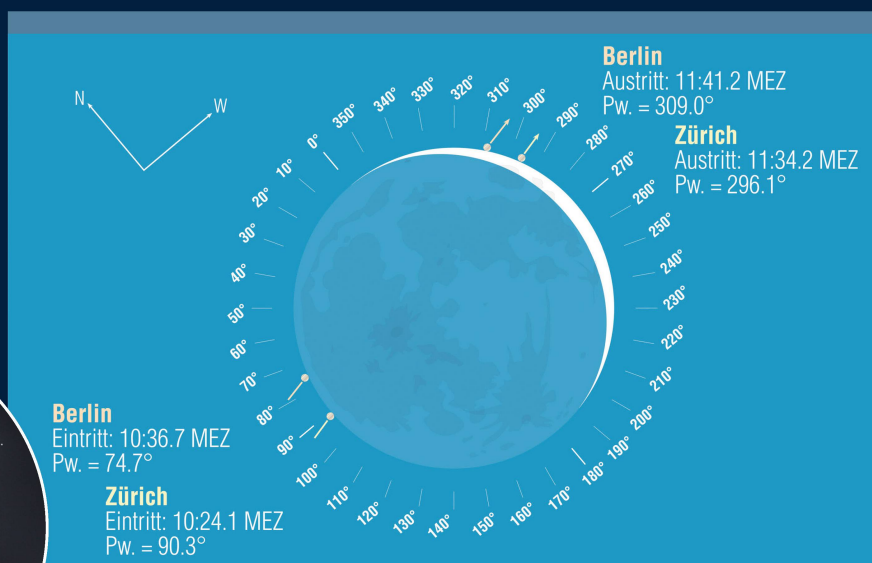 N
W
Berlin
Austritt: 11:41.2 MEZ
Pw. = 309.0°
Zürich
Austritt: 11:34.2 MEZ
Pw. = 296.1°
0°
350°
340°
330°
320°
310°
300°
290°
280°
270°
260°
250°
240°
230°
220°
210°
200°
190°
180°
170°
160°
150°
140°
130°
120°
110°
100°
90°
80°
70°
60°
50°
40°
30°
20°
10°
Berlin
Eintritt: 10:36.7 MEZ
Pw. = 74.7°
Zürich
Eintritt: 10:24.1 MEZ
Pw. = 90.3°